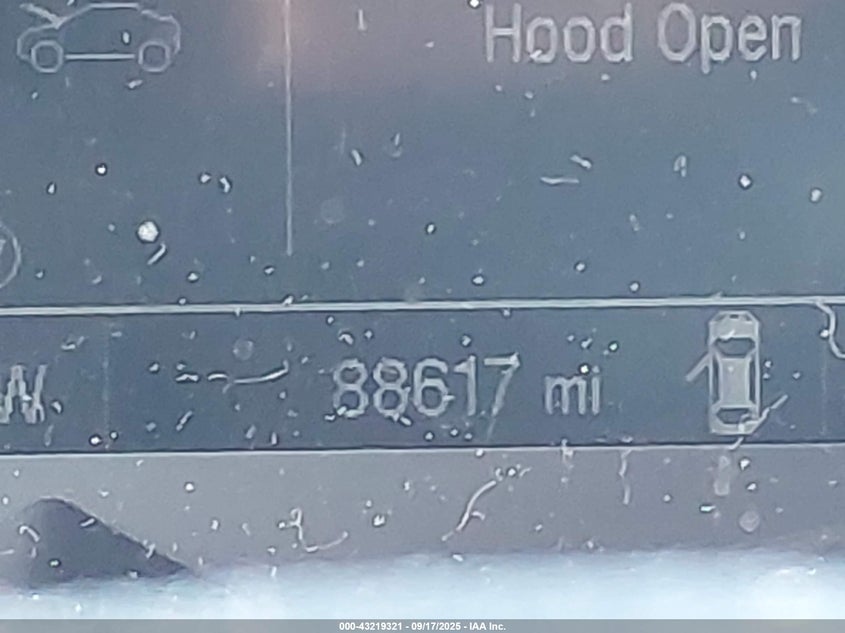 Hood Open
W
88617 mi
000-43219321 - 09/17/2025 - IAA Inc.